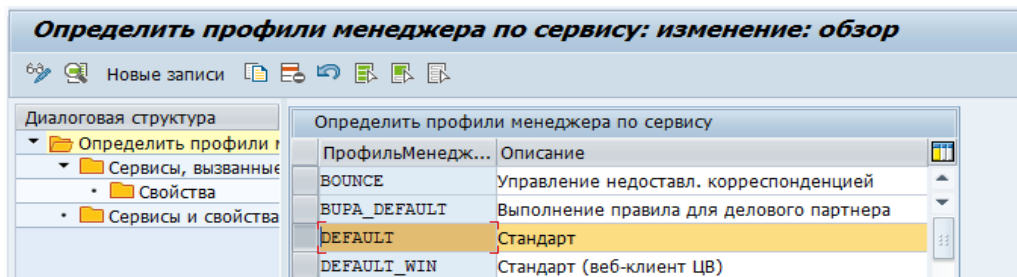 Определить профили менеджера по сервису: изменение: обзор
Новые записи
Диалоговая структура
Определить профили
Сервисы, вызванные
Свойства
Сервисы и свойства
Определить профили менеджера по сервису
ПрофильМенедж... Описание
BOUNCE Управление недоставл. корреспонденцией
BUPA_DEFAULT Выполнение правила для делового партнера
DEFAULT Стандарт
DEFAULT_WIN Стандарт (веб-клиент ЦВ)